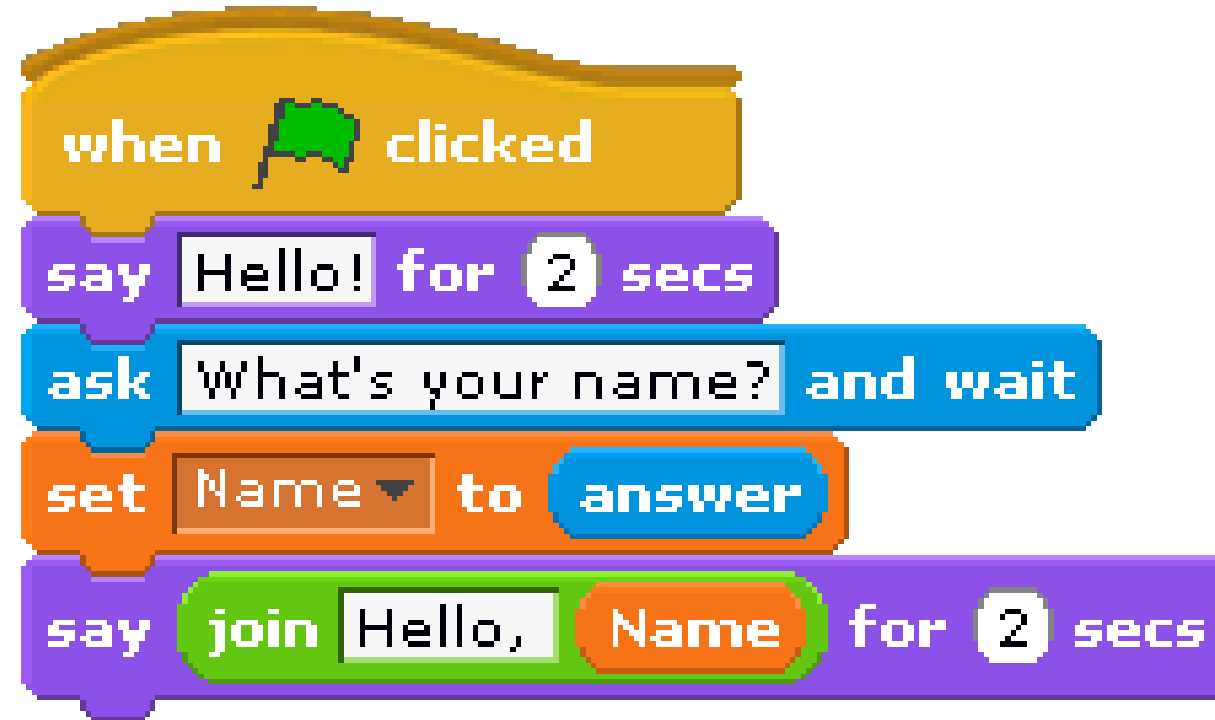 when clicked
say Hello! for 2 secs
ask What's your name? and wait
set Name to answer
say join Hello, Name for 2 secs